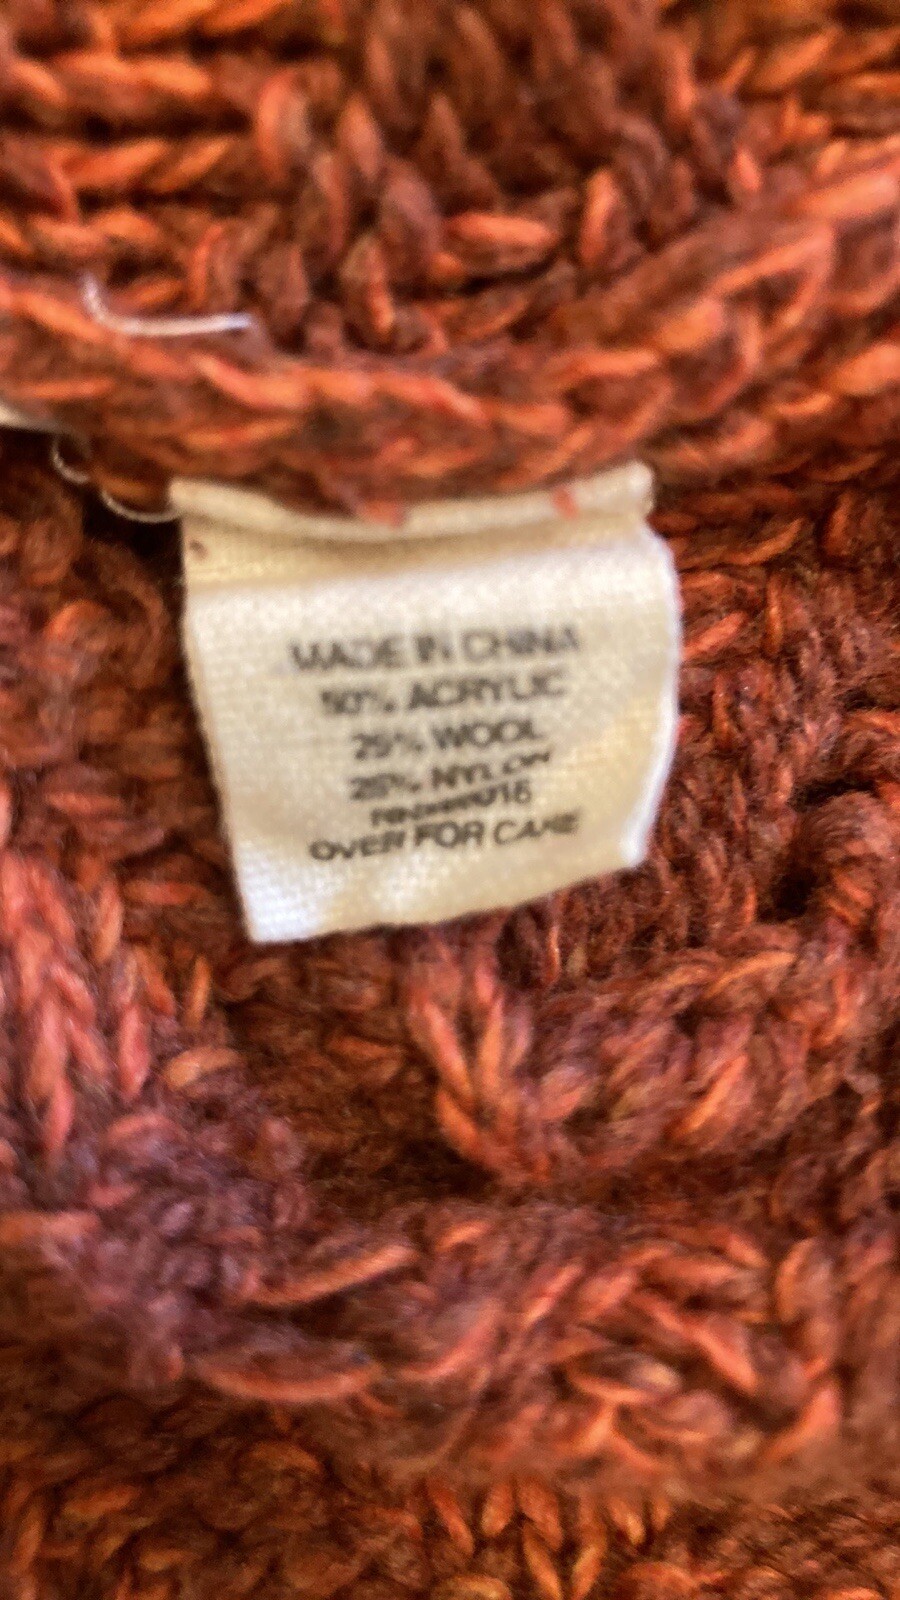 MADE IN CHINA
50% ACRYLIC
25% WOOL
25% NYLON
OVER FOR CARE